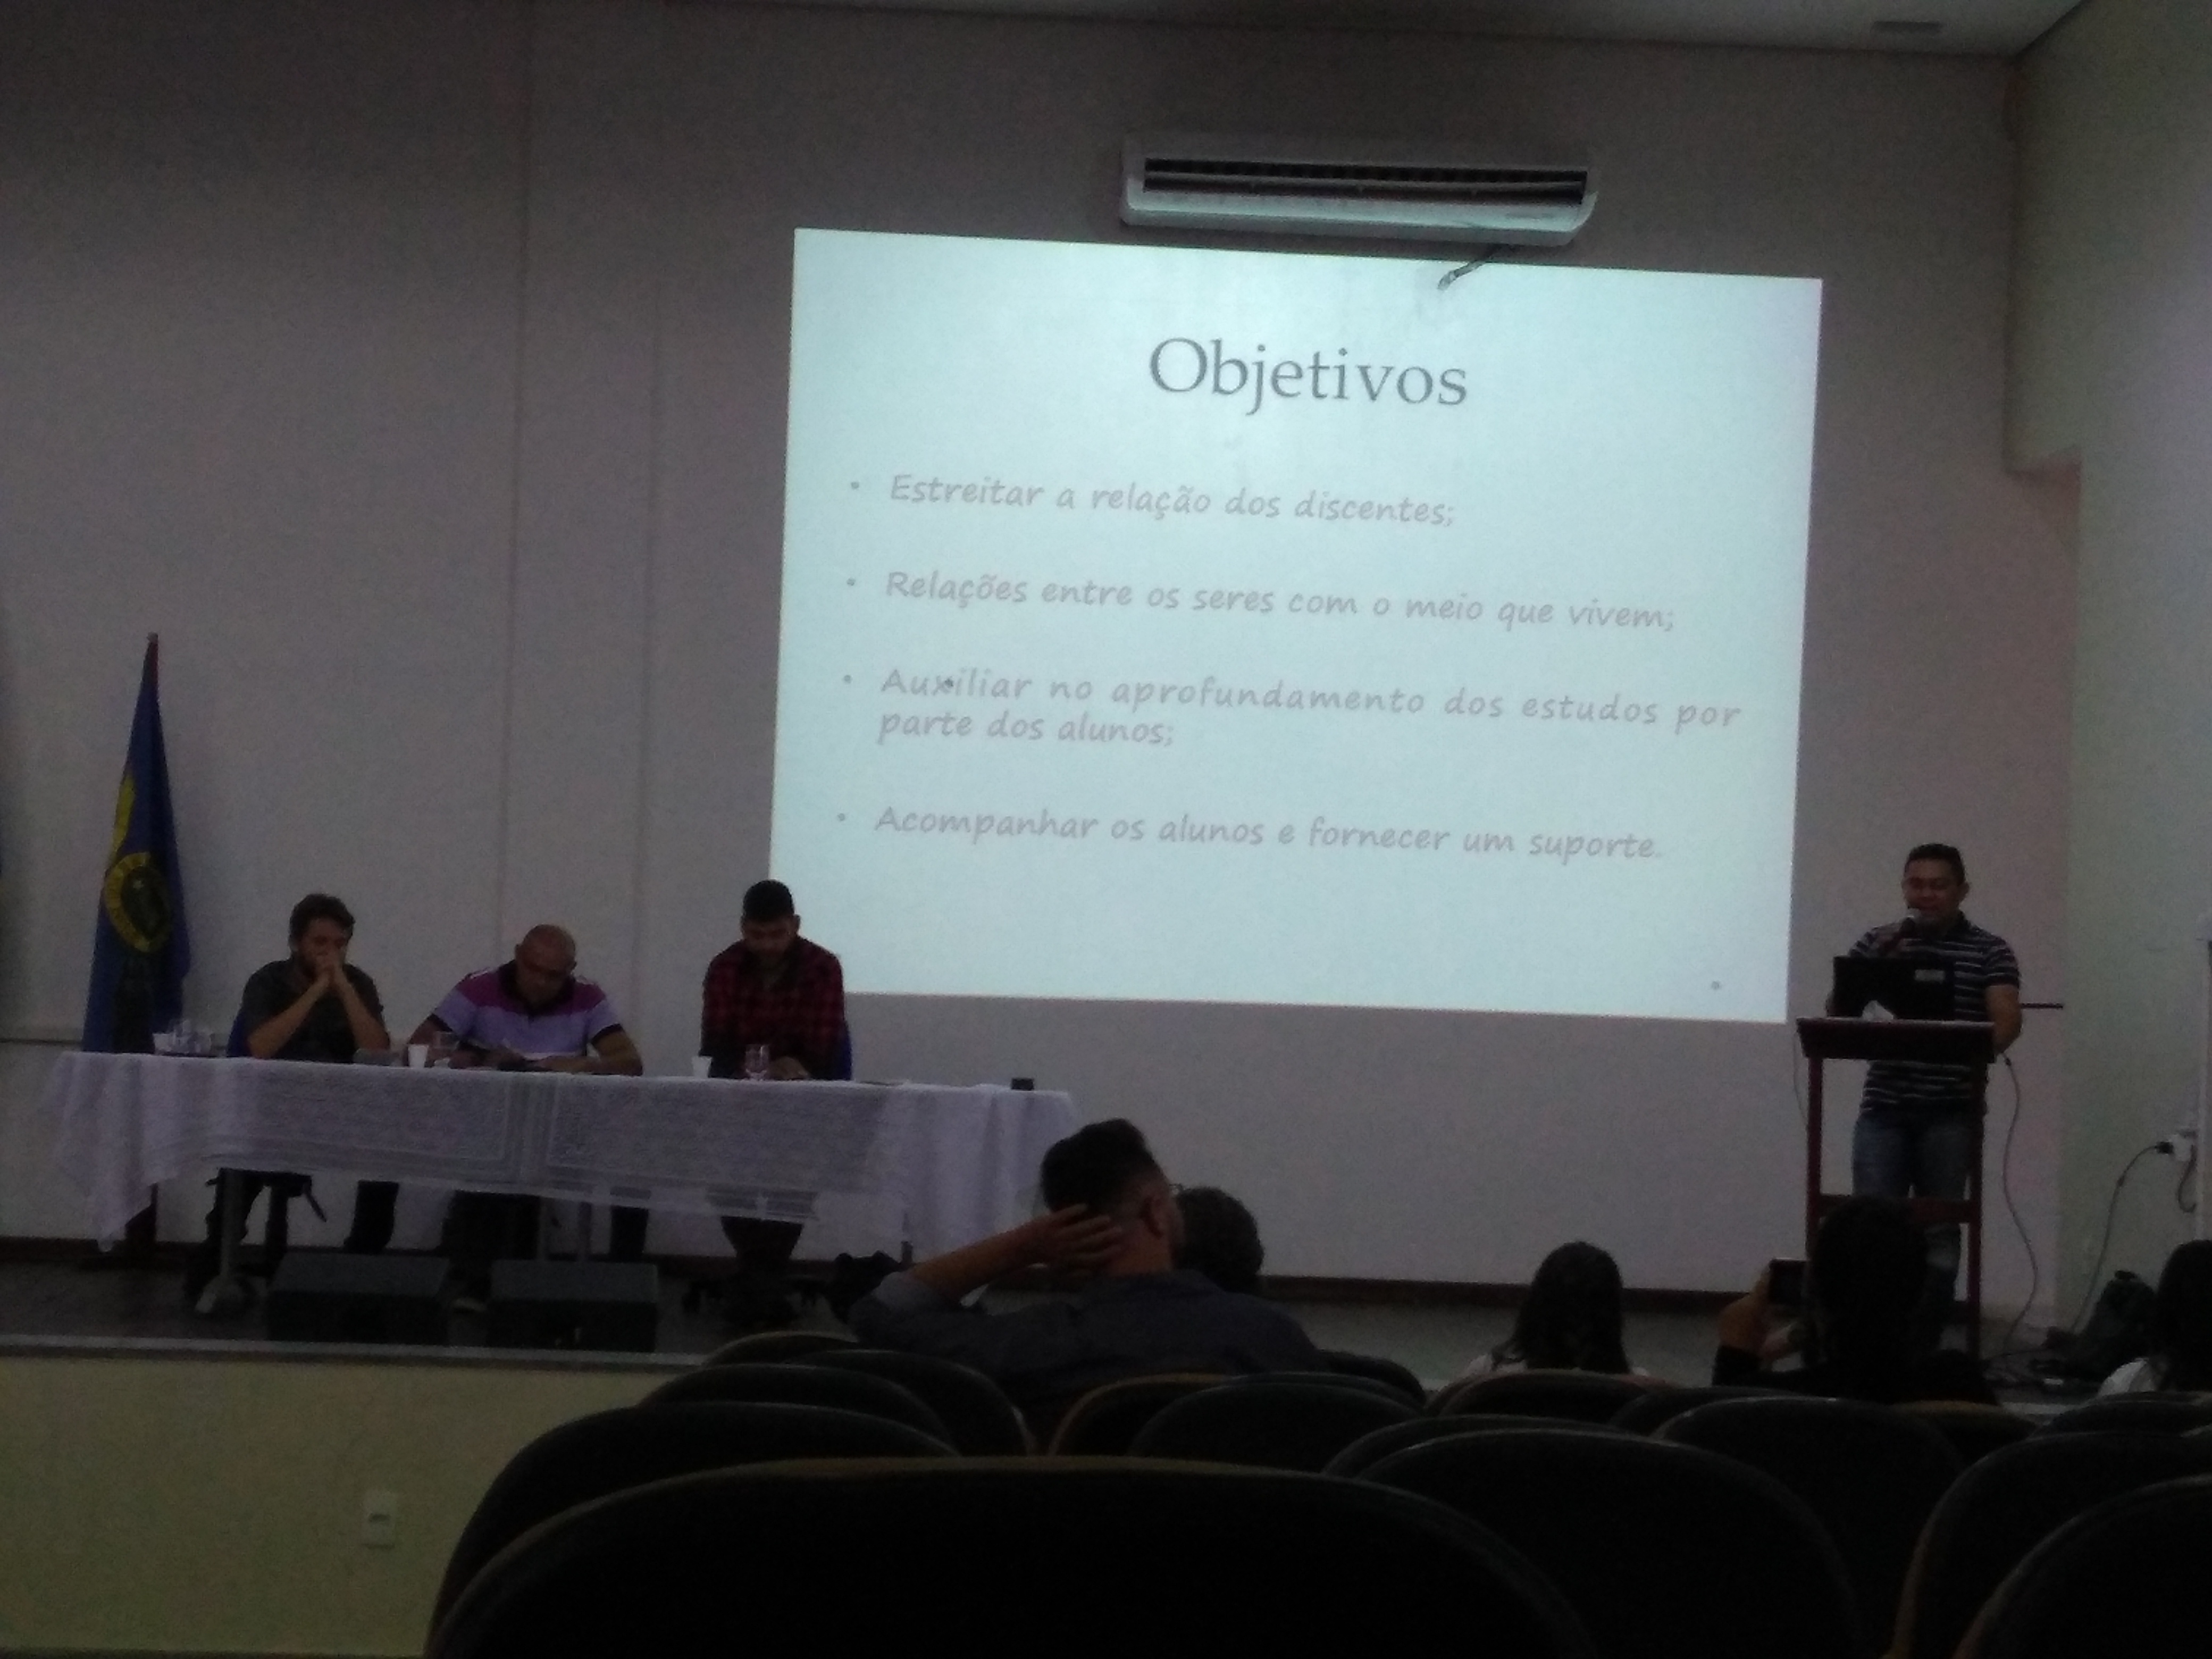 Objetivos
• Estreitar a relação dos discentes;
• Relações entre os seres com o meio que vivem;
• Auxiliar no aprofundamento dos estudos por
parte dos alunos;
• Acompanhar os alunos e fornecer um suporte.